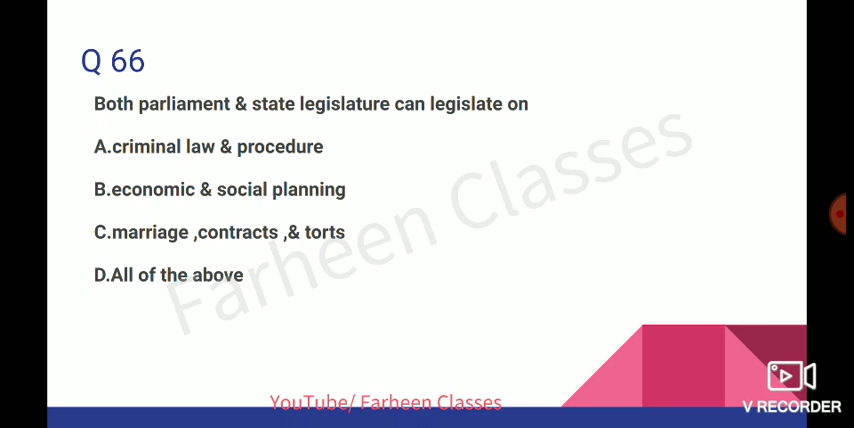 Q 66
Both parliament & state legislature can legislate on
A.criminal law & procedure
B.economic & social planning
C.marriage ,contracts ,& torts
D.All of the above
Farheen Classes
YouTube/ Farheen Classes
V RECORDER